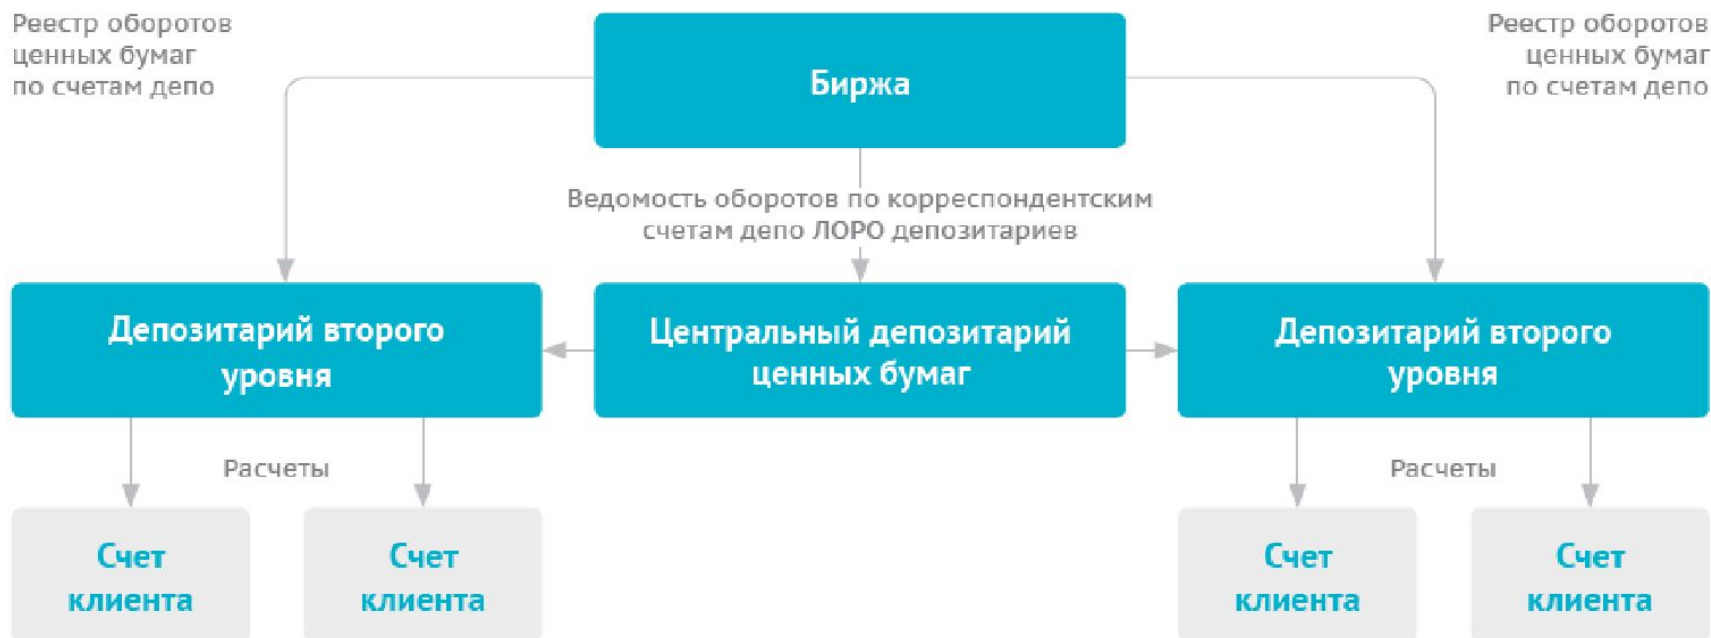 Реестр оборотов
ценных бумаг
по счетам депо
Биржа
Реестр оборотов
ценных бумаг
по счетам депо
Ведомость оборотов по корреспондентским
счетам депо ЛОРО депозитариев
Депозитарий второго
уровня
Центральный депозитарий
ценных бумаг
Депозитарий второго
уровня
Расчеты
Расчеты
Счет
клиента
Счет
клиента
Счет
клиента
Счет
клиента